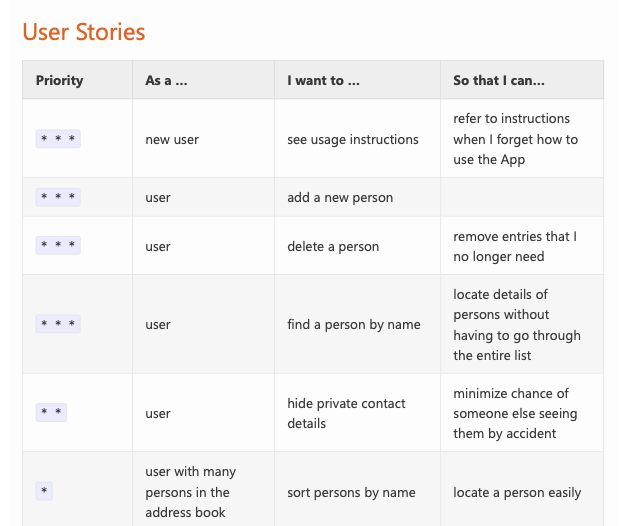 User Stories
Priority As a ... I want to ... So that I can...
* * * new user see usage instructions refer to instructions
when I forget how to
use the App
* * * user add a new person
* * * user delete a person remove entries that I
no longer need
* * * user find a person by name locate details of
persons without
having to go through
the entire list
* * user hide private contact
details
minimize chance of
someone else seeing
them by accident
* user with many
persons in the
address book
sort persons by name locate a person easily